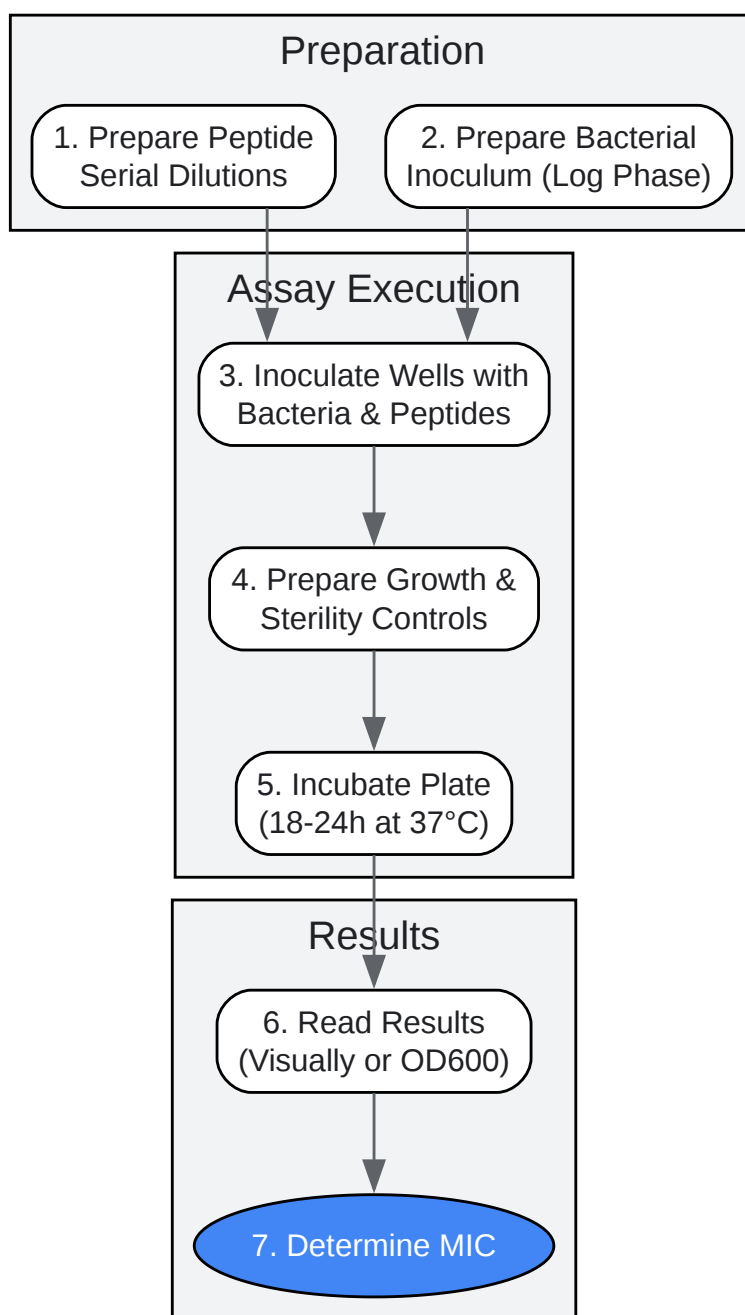 Preparation
1. Prepare Peptide
Serial Dilutions
2. Prepare Bacterial
Inoculum (Log Phase)
Assay Execution
3. Inoculate Wells with
Bacteria & Peptides
4. Prepare Growth &
Sterility Controls
5. Incubate Plate
(18-24h at 37°C)
Results
6. Read Results
(Visually or OD600)
7. Determine MIC